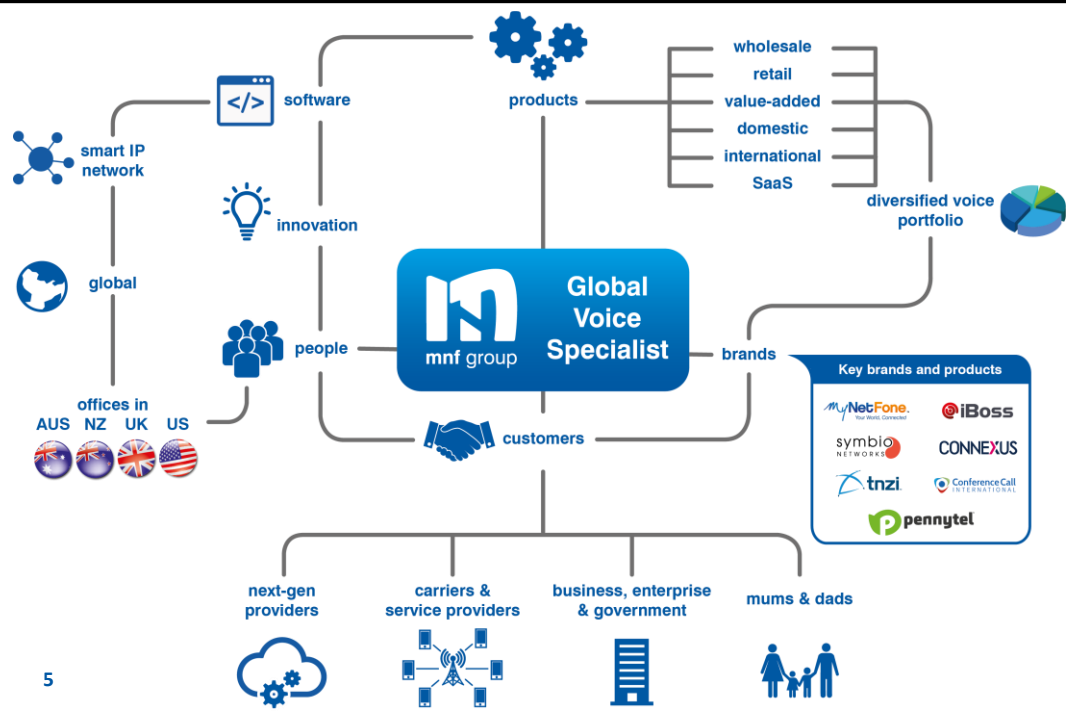 products
wholesale
retail
value-added
domestic
international
SaaS
diversified voice
portfolio
</>
software
smart IP
network
innovation
global
people
offices in
AUS NZ UK US
mnf group
Global
Voice
Specialist
brands
customers
Key brands and products
MyNetFone.
Your World. Connected
iBoss
symbio
NETWORKS
CONNEXUS
tnzi.
Conference Call
INTERNATIONAL
pennytel
next-gen
providers
carriers &
service providers
business, enterprise
& government
mums & dads
5